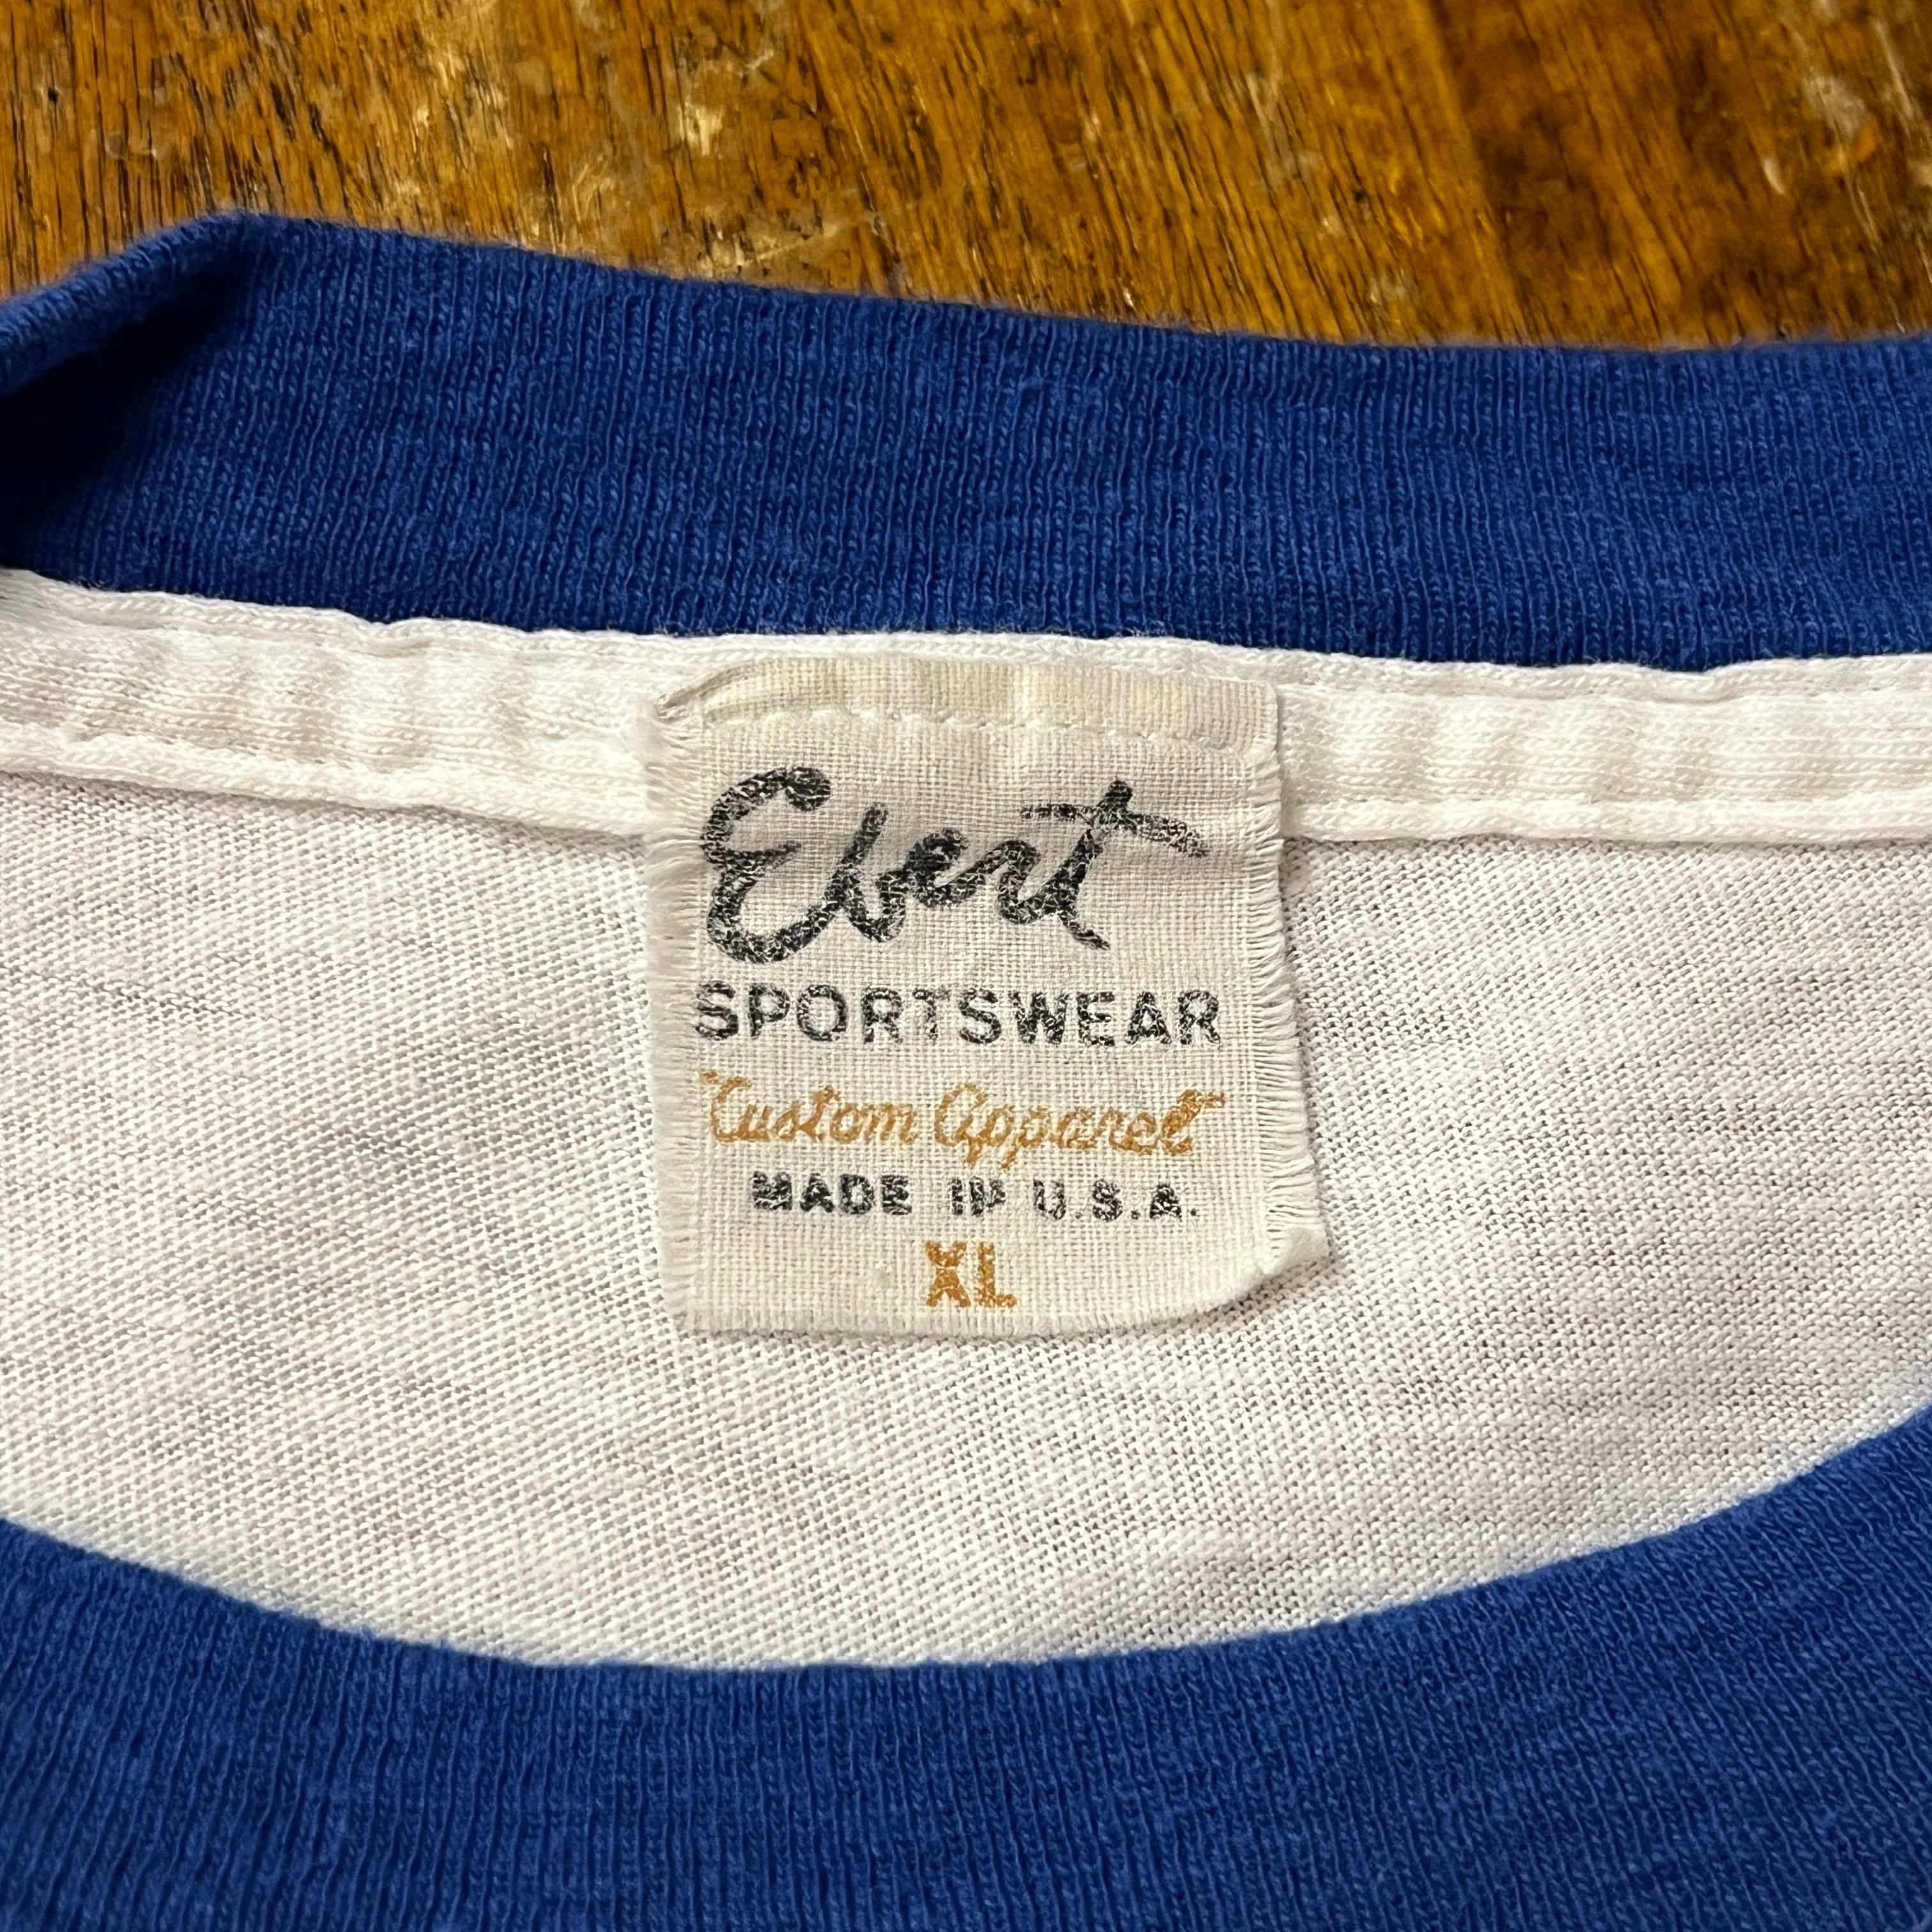 Ebert
SPORTSWEAR
Custom Apparel
MADE IN U.S.A.
XL